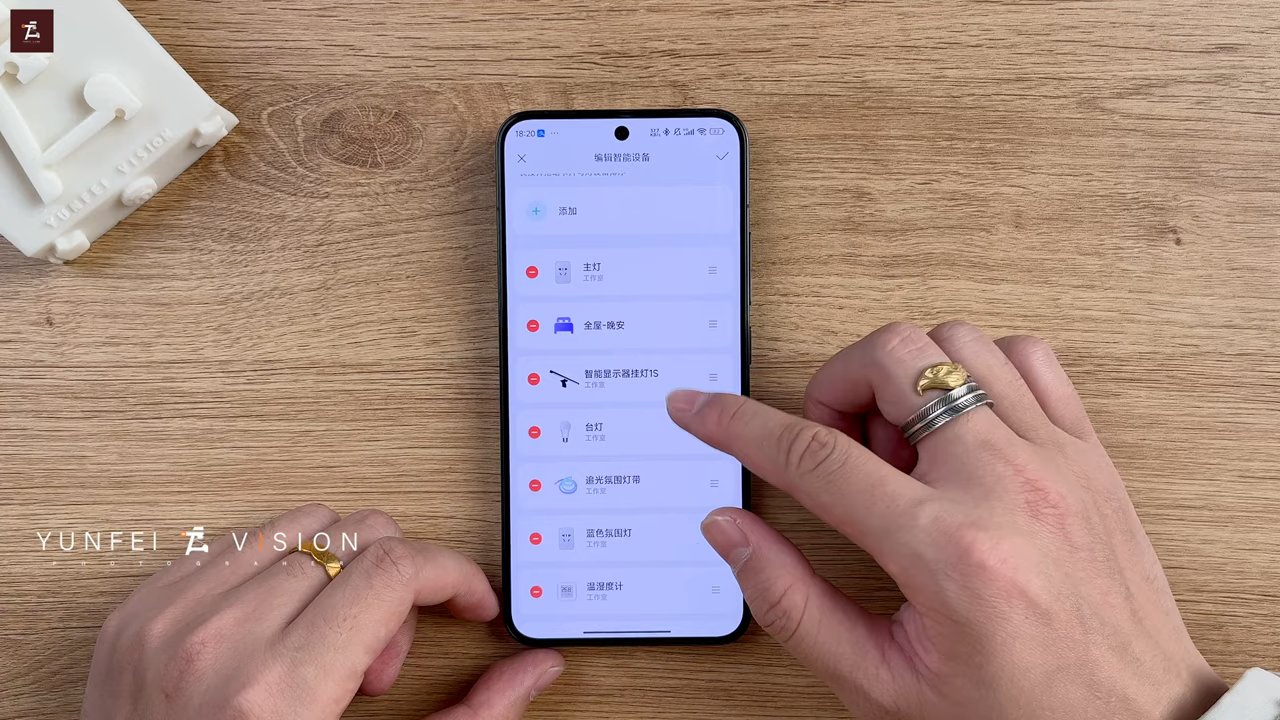 YUNFEI VISION
18:20
编辑智能设备
添加
主灯
工作室
全屋-晚安
智能显示器挂灯1S
工作室
台灯
工作室
追光氛围灯带
工作室
蓝色氛围灯
工作室
温湿度计
工作室
YUNFEI VISION